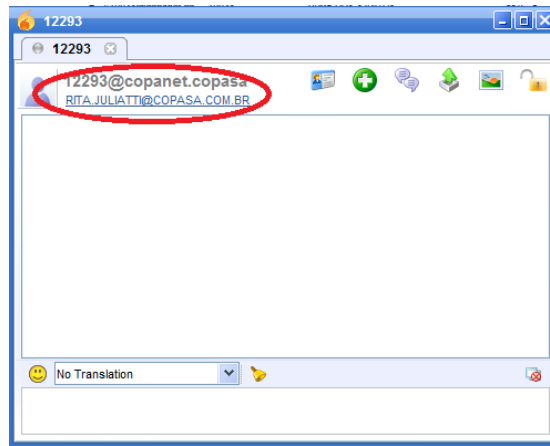 12293
12293
12293@copanet.copasa
RITA.JULIATTI@COPASA.COM.BR
No Translation